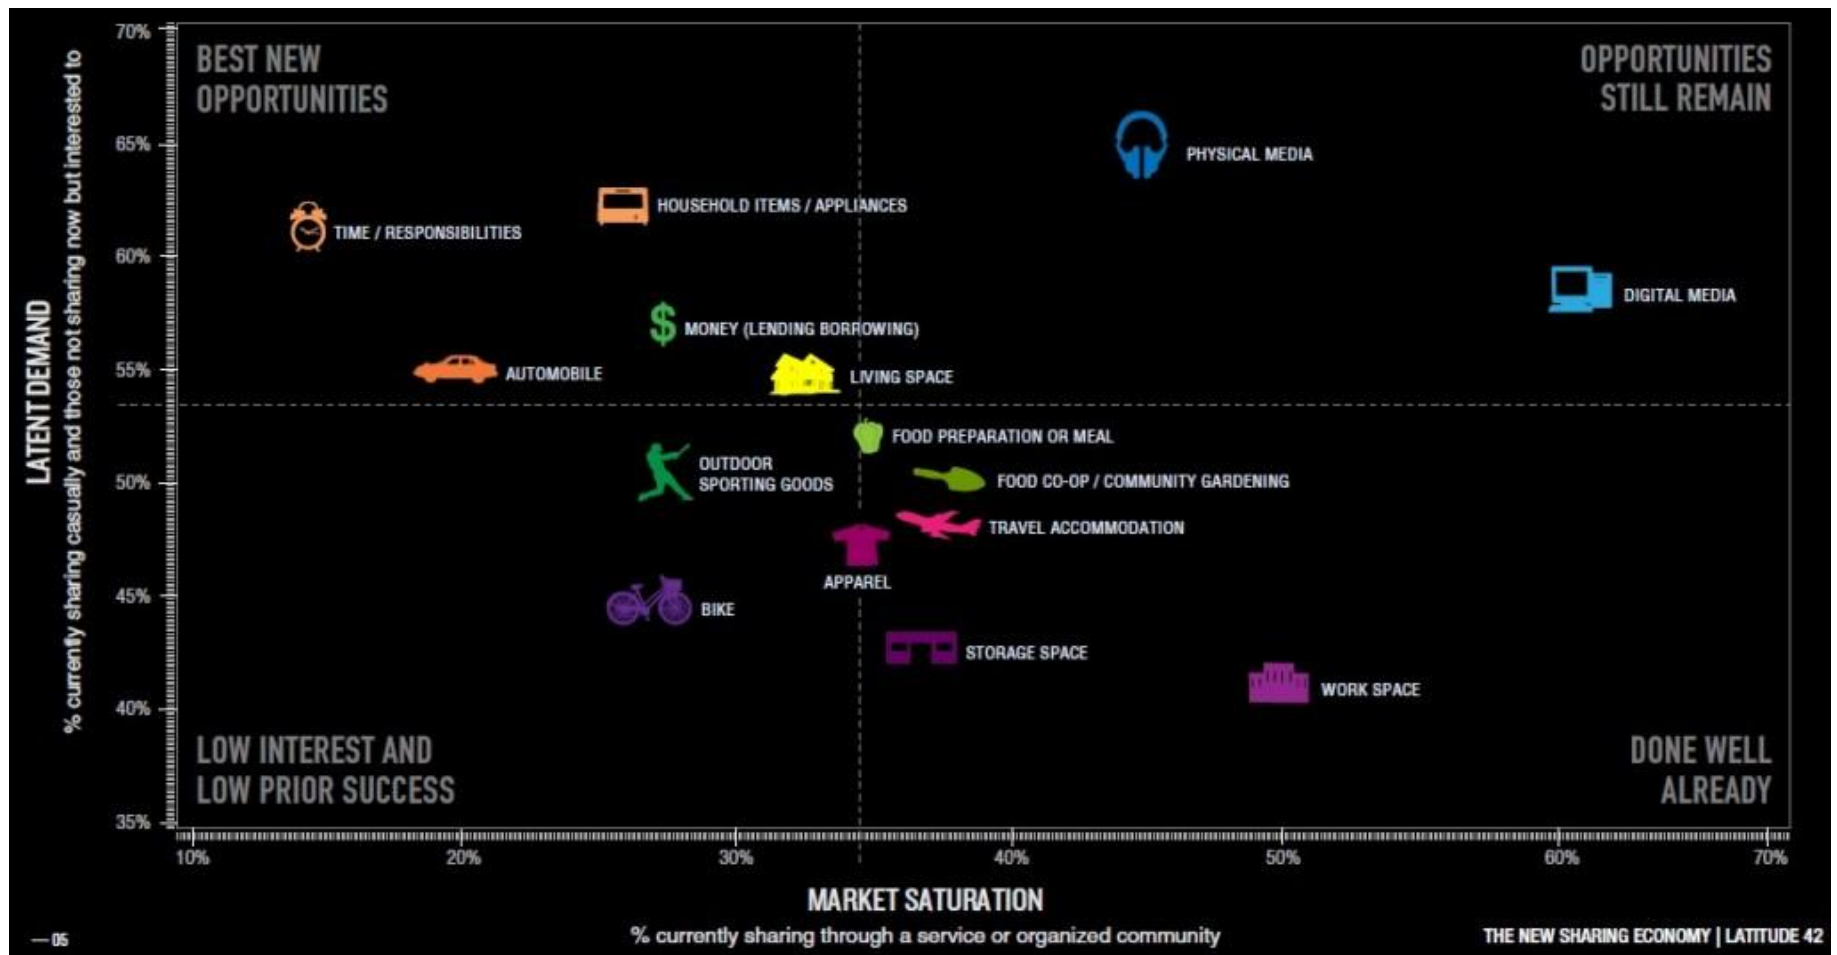 70%
BEST NEW
OPPORTUNITIES
OPPORTUNITIES
STILL REMAIN
65%
PHYSICAL MEDIA
HOUSEHOLD ITEMS / APPLIANCES
TIME / RESPONSIBILITIES
60%
DIGITAL MEDIA
$
MONEY (LENDING BORROWING)
55%
AUTOMOBILE
LIVING SPACE
FOOD PREPARATION OR MEAL
OUTDOOR
SPORTING GOODS
50%
FOOD CO-OP / COMMUNITY GARDENING
TRAVEL ACCOMMODATION
APPAREL
45%
BIKE
STORAGE SPACE
WORK SPACE
40%
LOW INTEREST AND
LOW PRIOR SUCCESS
DONE WELL
ALREADY
35%
LATENT DEMAND
% currently sharing casually and those not sharing now but interested to
10%
20%
30%
40%
50%
60%
70%
MARKET SATURATION
% currently sharing through a service or organized community
— 05
THE NEW SHARING ECONOMY | LATITUDE 42